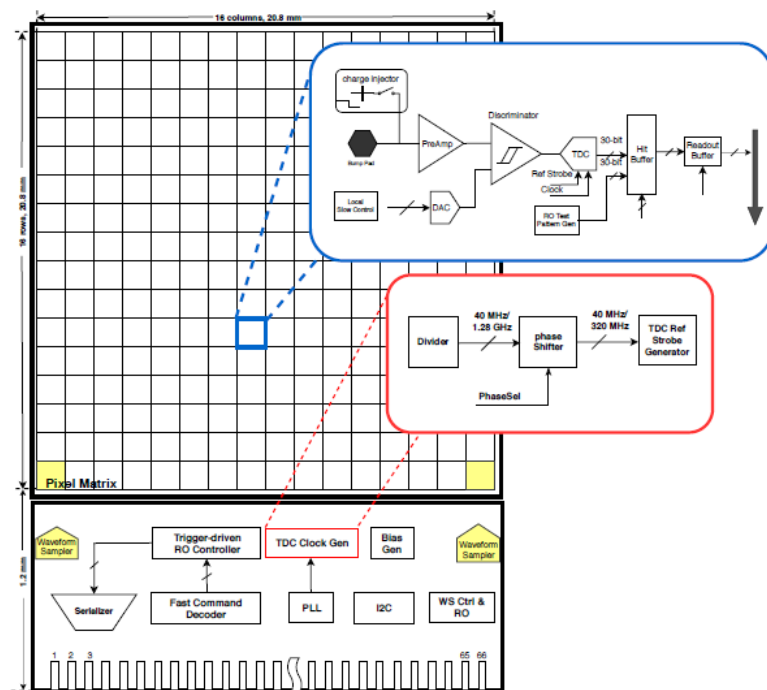 16 columns, 20.8 mm
16 rows, 20.8 mm
charge injector
Bump Pad
PreAmp
Discriminator
TDC
30-bit
30-bit
Ref Strobe
Clock
Hit
Buffer
Readout
Buffer
Local
Slow Control
DAC
RO Test
Pattern Gen
40 MHz/
1.28 GHz
40 MHz/
320 MHz
Divider
phase
Shifter
TDC Ref
Strobe
Generator
PhaseSel
Pixel Matrix
1.2 mm
Waveform
Sampler
Trigger-driven
RO Controller
TDC Clock Gen
Bias
Gen
Waveform
Sampler
Serializer
Fast Command
Decoder
PLL
I2C
WS Ctrl &
RO
1 2 3
65 66